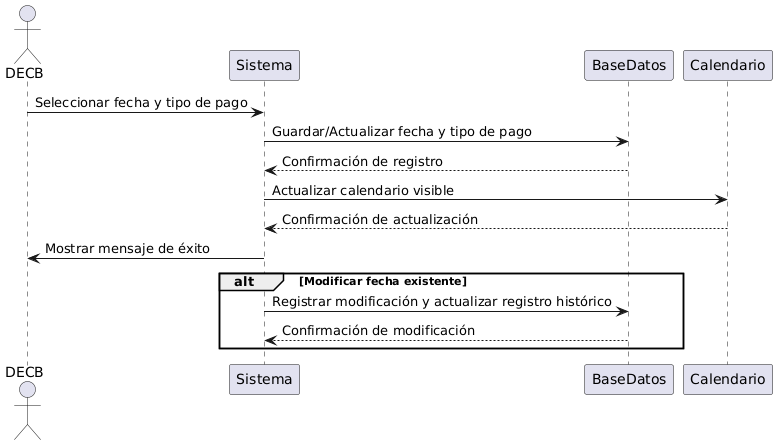 DECB
Sistema
BaseDatos
Calendario
Seleccionar fecha y tipo de pago
Guardar/Actualizar fecha y tipo de pago
Confirmación de registro
Actualizar calendario visible
Confirmación de actualización
Mostrar mensaje de éxito
alt
[Modificar fecha existente]
Registrar modificación y actualizar registro histórico
Confirmación de modificación
DECB
Sistema
BaseDatos
Calendario